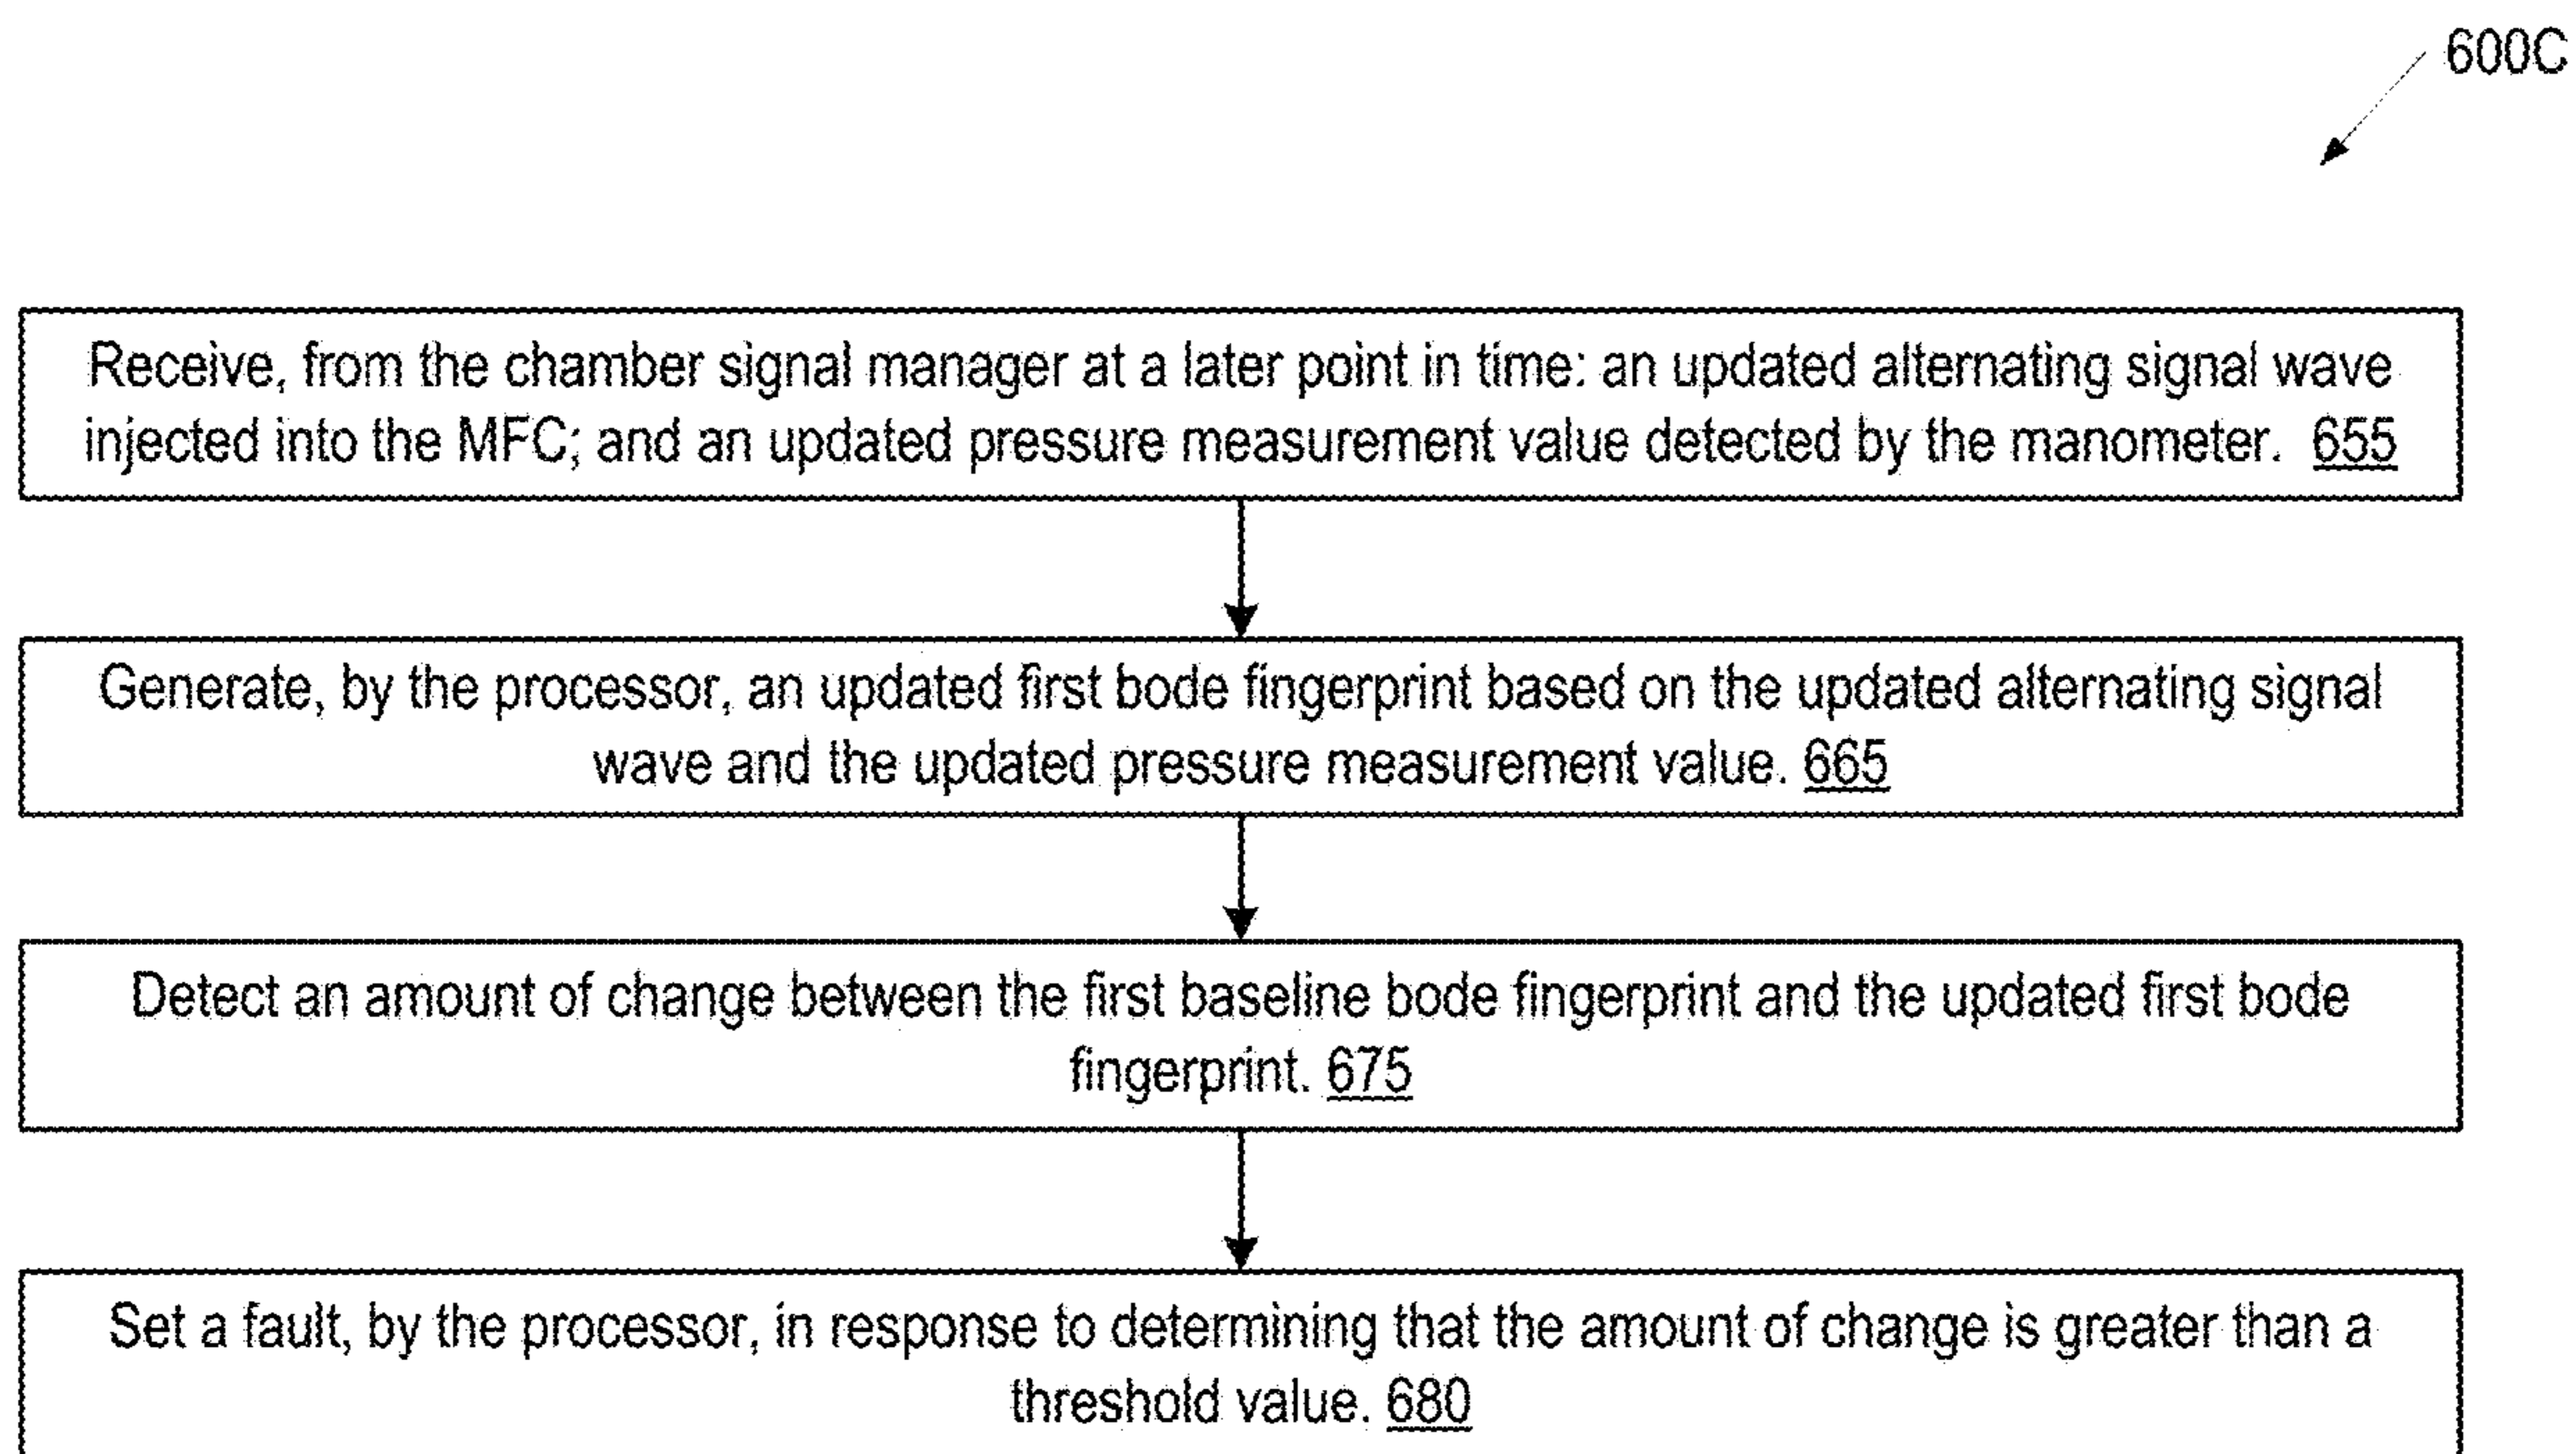 600C
Receive, from the chamber signal manager at a later point in time: an updated alternating signal wave
injected into the MFC; and an updated pressure measurement value detected by the manometer. 655
Generate, by the processor, an updated first bode fingerprint based on the updated alternating signal
wave and the updated pressure measurement value. 665
Detect an amount of change between the first baseline bode fingerprint and the updated first bode
fingerprint. 675
Set a fault, by the processor, in response to determining that the amount of change is greater than a
threshold value. 680